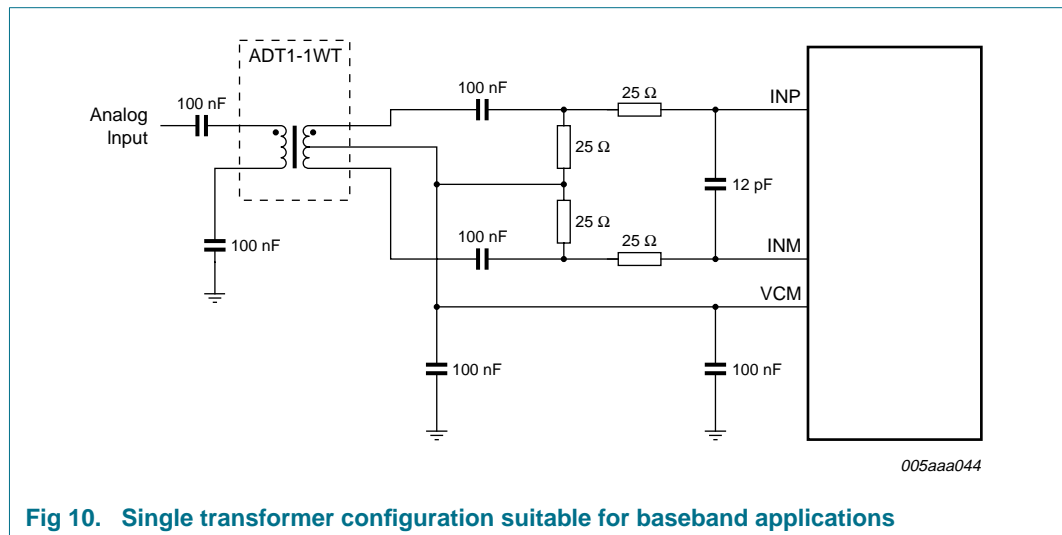 ADT1-1WT
100 nF
100 nF
25 Ω
INP
Analog
Input
25 Ω
12 pF
25 Ω
100 nF
100 nF
25 Ω
INM
VCM
100 nF
100 nF
005aaa044
Fig 10. Single transformer configuration suitable for baseband applications